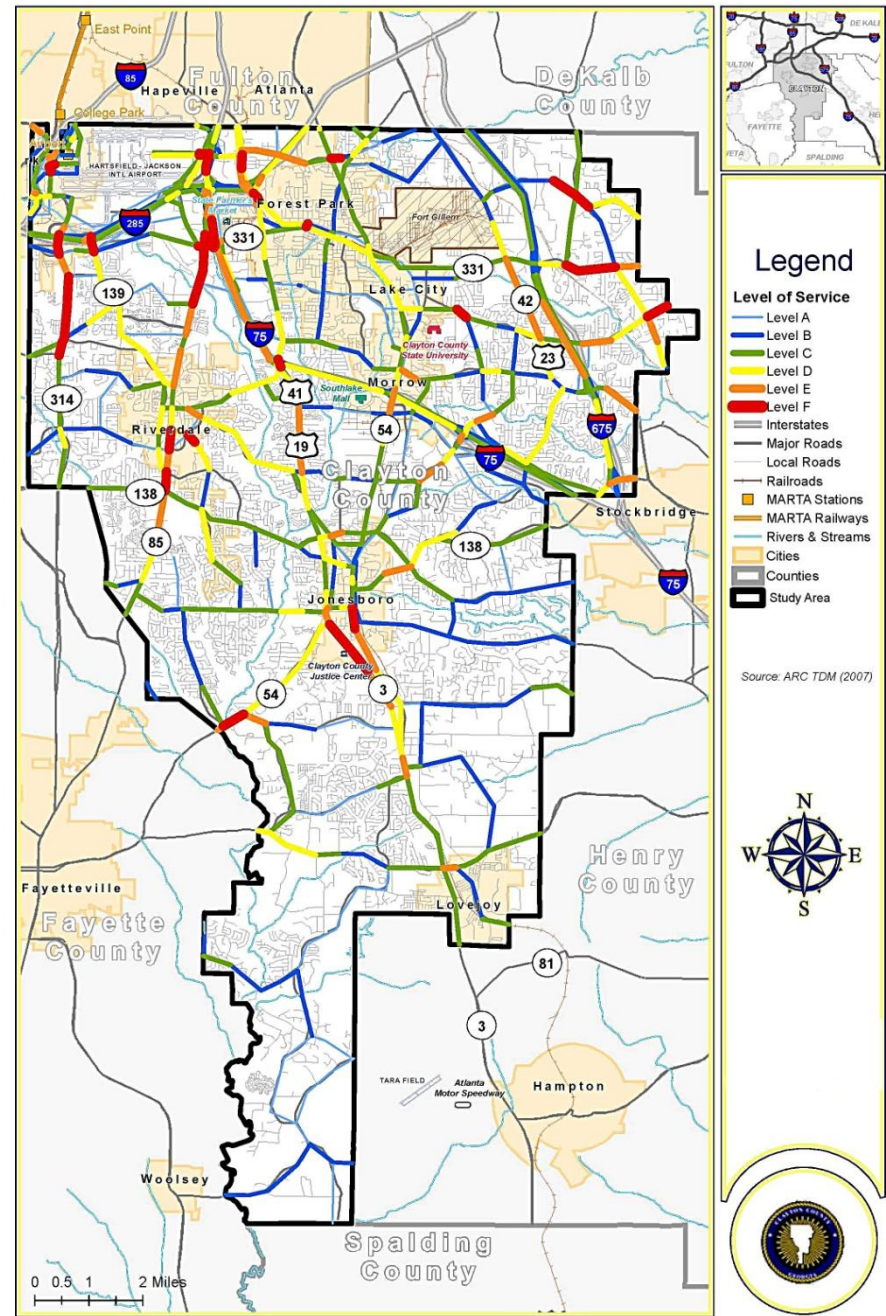 East Point
85
Hapeville
Atlanta
Fulton
County
DeKalb
County
College Park
HARTSFIELD - JACKSON
INTL AIRPORT
State Farmer's
Market
Forest Park
Fort Gillem
285
331
331
139
Lake City
42
Clayton County
State University
75
23
41
Morrow
Southlake
Mall
314
54
Riverdale
19
675
Clayton
County
75
138
Stockbridge
85
138
75
Jonesboro
Clayton County
Justice Center
54
3
Henry
County
Fayetteville
Lovejoy
Fayette
County
81
3
TARA FIELD
Atlanta
Motor Speedway
Hampton
Woolsey
Spalding
County
0 0.5 1 2 Miles
DE KALB
FULTON
CLAYTON
FAYETTE
SPALDING
Legend
Level of Service
Level A
Level B
Level C
Level D
Level E
Level F
Interstates
Major Roads
Local Roads
Railroads
MARTA Stations
MARTA Railways
Rivers & Streams
Cities
Counties
Study Area
Source: ARC TDM (2007)
N
W E
S
CLAYTON COUNTY
GEORGIA